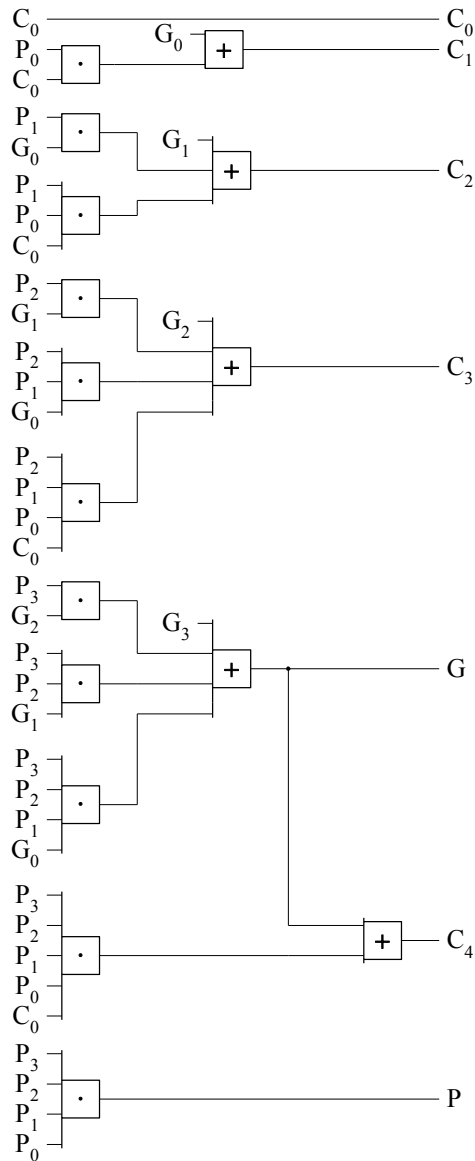 C₀ C₀
P₀ G₀ + C₁
·
C₀
P₁
·
G₀ G₁
+ C₂
P₁
P₀ ·
C₀
P₂
·
G₁ G₂
P₂ + C₃
P₁ ·
G₀
P₂
P₁
·
P₀
C₀
P₃
·
G₂ G₃
P₃ + G
P₂ ·
G₁
P₃
P₂
·
P₁
G₀
P₃
P₂ + C₄
P₁ ·
P₀
C₀
P₃
P₂
· P
P₁
P₀